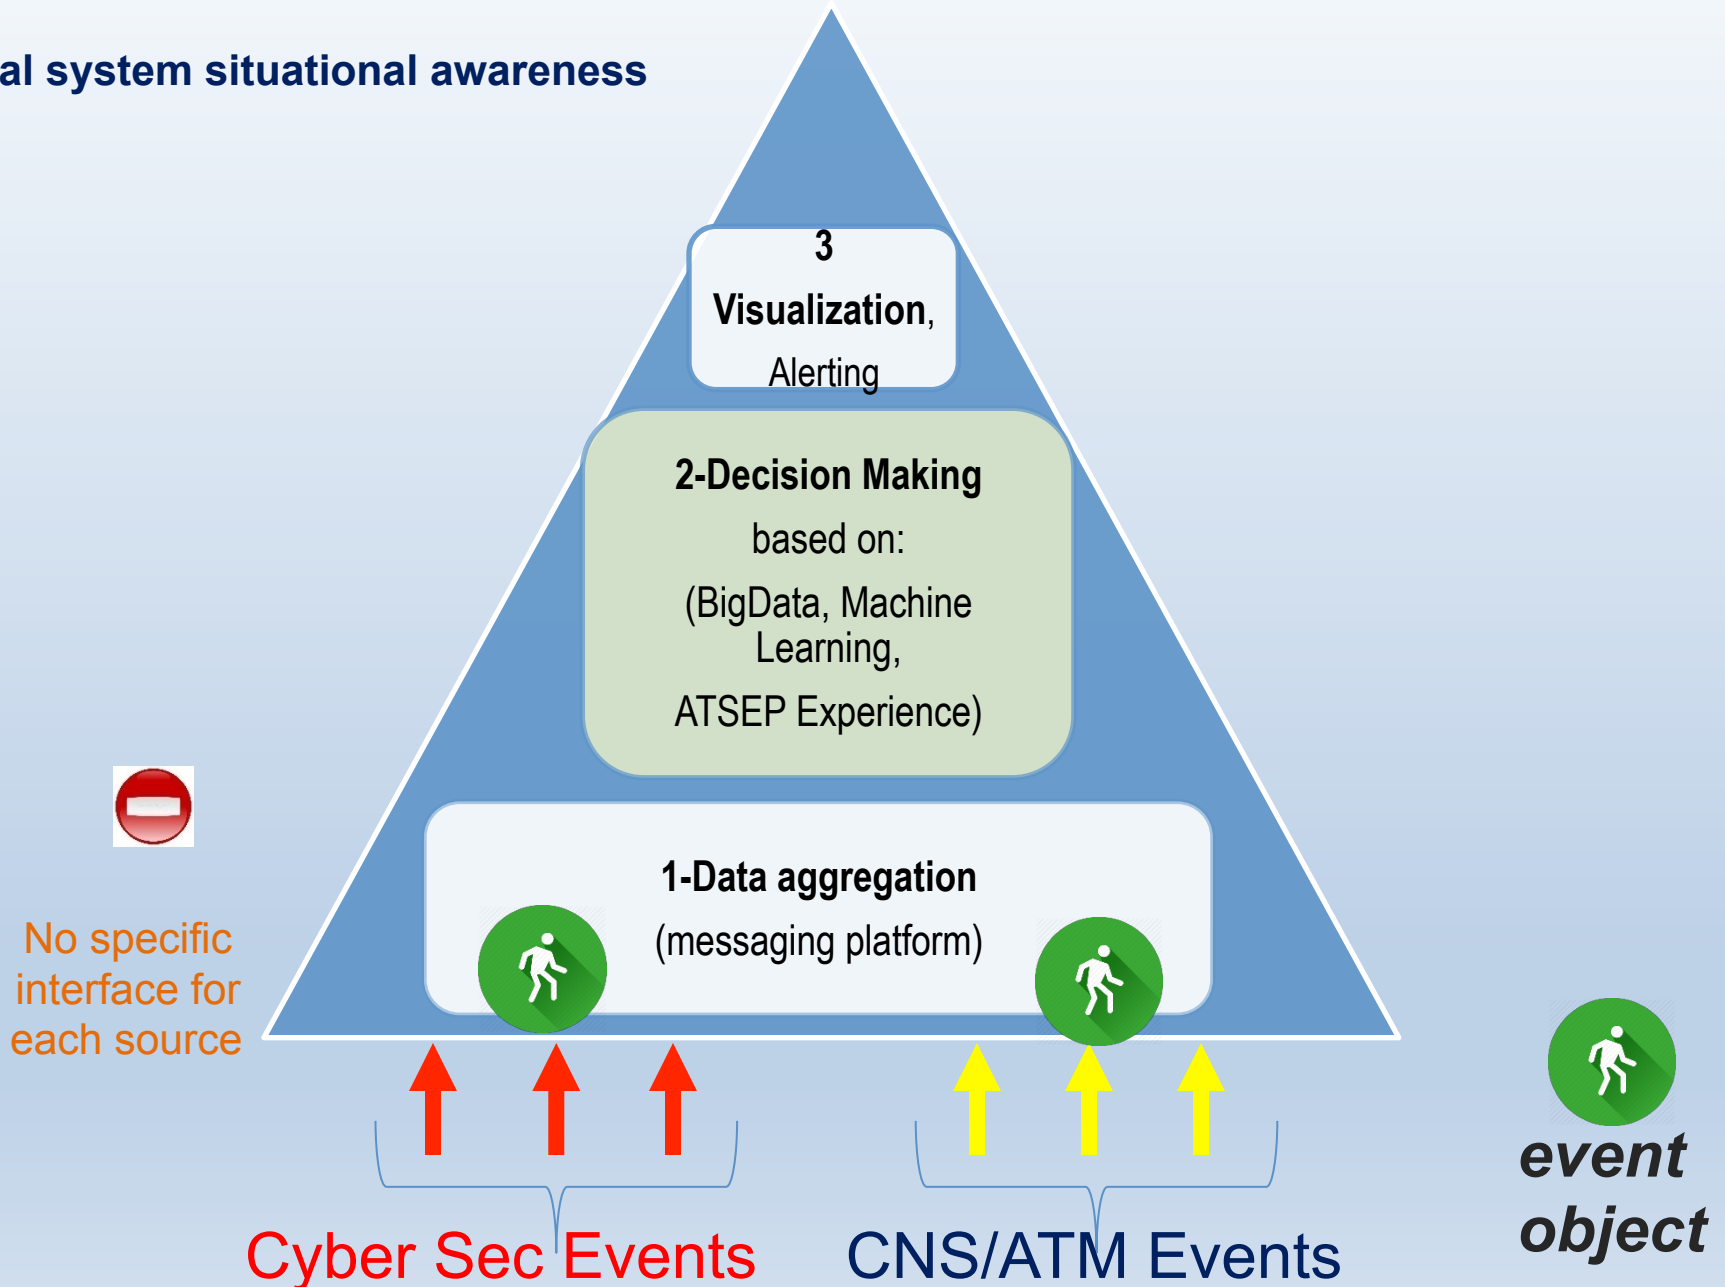 al system situational awareness
3
Visualization,
Alerting
2-Decision Making
based on:
(BigData, Machine
Learning,
ATSEP Experience)
1-Data aggregation
(messaging platform)
No specific
interface for
each source
event
object
Cyber Sec Events
CNS/ATM Events